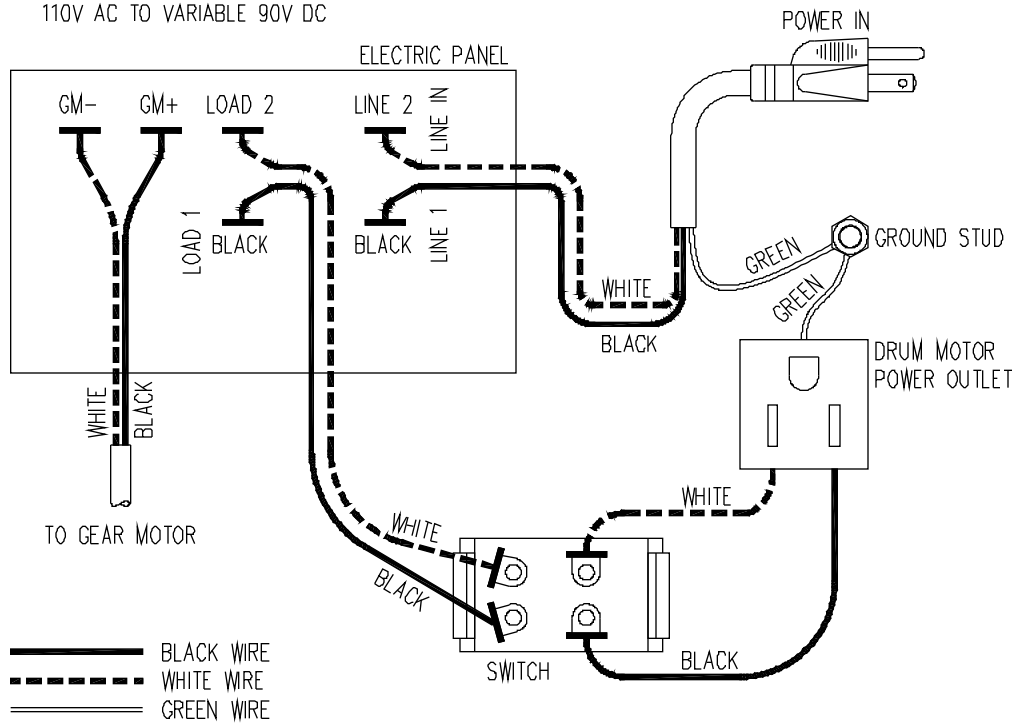 110V AC TO VARIABLE 90V DC
POWER IN
ELECTRIC PANEL
GM-
GM+
LOAD 2
LINE 2
LINE IN
LOAD 1
BLACK
BLACK
LINE 1
GREEN
GROUND STUD
GREEN
WHITE
BLACK
DRUM MOTOR
POWER OUTLET
WHITE
BLACK
TO GEAR MOTOR
WHITE
WHITE
BLACK
SWITCH
BLACK
BLACK WIRE
WHITE WIRE
GREEN WIRE